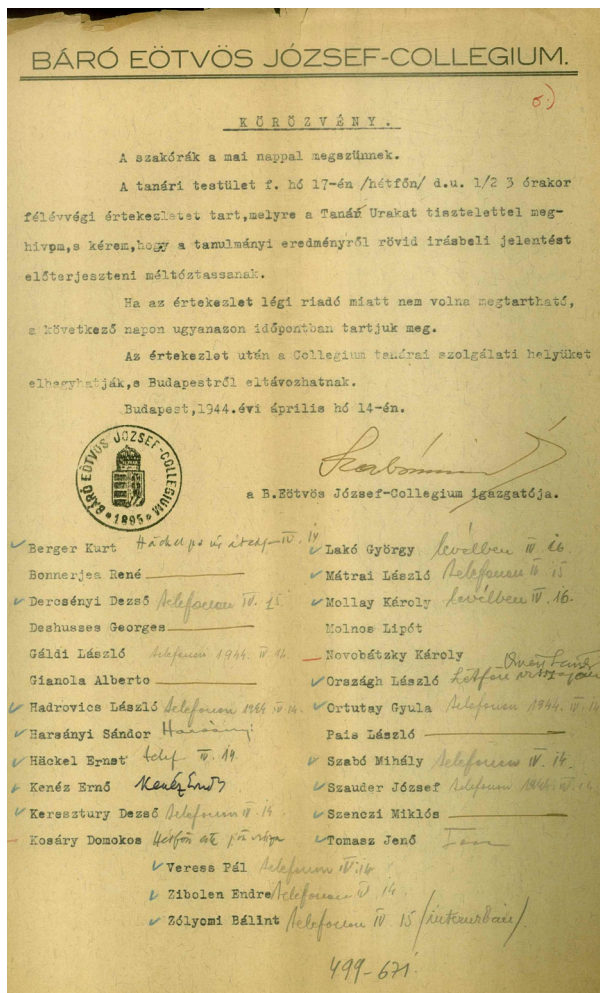 BÁRÓ EÖTVÖS JÓZSEF-COLLEGIUM.
KÖRÖZVÉNY.
A szakórák a mai nappal megszünnek.
A tanári testület f. hó 17-én /hétfőn/ d.u. 1/2 3 órakor
félévvégi értekezletet tart,melyre a Tanár Urakat tisztelettel meg-
hivom,s kérem,hogy a tanulmányi eredményről rövid irásbeli jelentést
előterjeszteni méltóztassanak.
Ha az értekezlet légi riadó miatt nem volna megtartható,
a következő napon ugyanazon időpontban tartjuk meg.
Az értekezlet után a Collegium tanárai szolgálati helyüket
elhagyhatják,s Budapestről eltávozhatnak.
Budapest,1944.évi április hó 14-én.
BÁRÓ EÖTVÖS JÓZSEF-COLLEGIUM
1895
a B.Eötvös József-Collegium igazgatója.
Berger Kurt IV. 14
Bonnerjea René
Dercsényi Dezső telefonon IV. 15
Deshusses Georges
Gáldi László telefonon 1944. IV 14.
Gianola Alberto
Hadrovics László telefonon 1944 IV 14.
Harsányi Sándor Harsányi
Häckel Ernst telef IV. 14
Kenéz Ernő Kenéz Ernő
Keresztury Dezső telefonon IV 14
Kosáry Domokos
Lakó György levélben IV 16.
Mátrai László telefonon IV 15
Mollay Károly levélben IV. 16.
Molnos Lipót
Novobátzky Károly
Országh László
Ortutay Gyula telefonon 1944. IV. 14
Pais László
Szabó Mihály telefonon IV. 14.
Szauder József telefonon 1944. IV. 14
Szenczi Miklós
Tomasz Jenő
Veress Pál telefonon IV. 14
Zibolen Endre telefonon IV 14.
Zólyomi Bálint telefonon IV 15 /interurbán/
499-671.